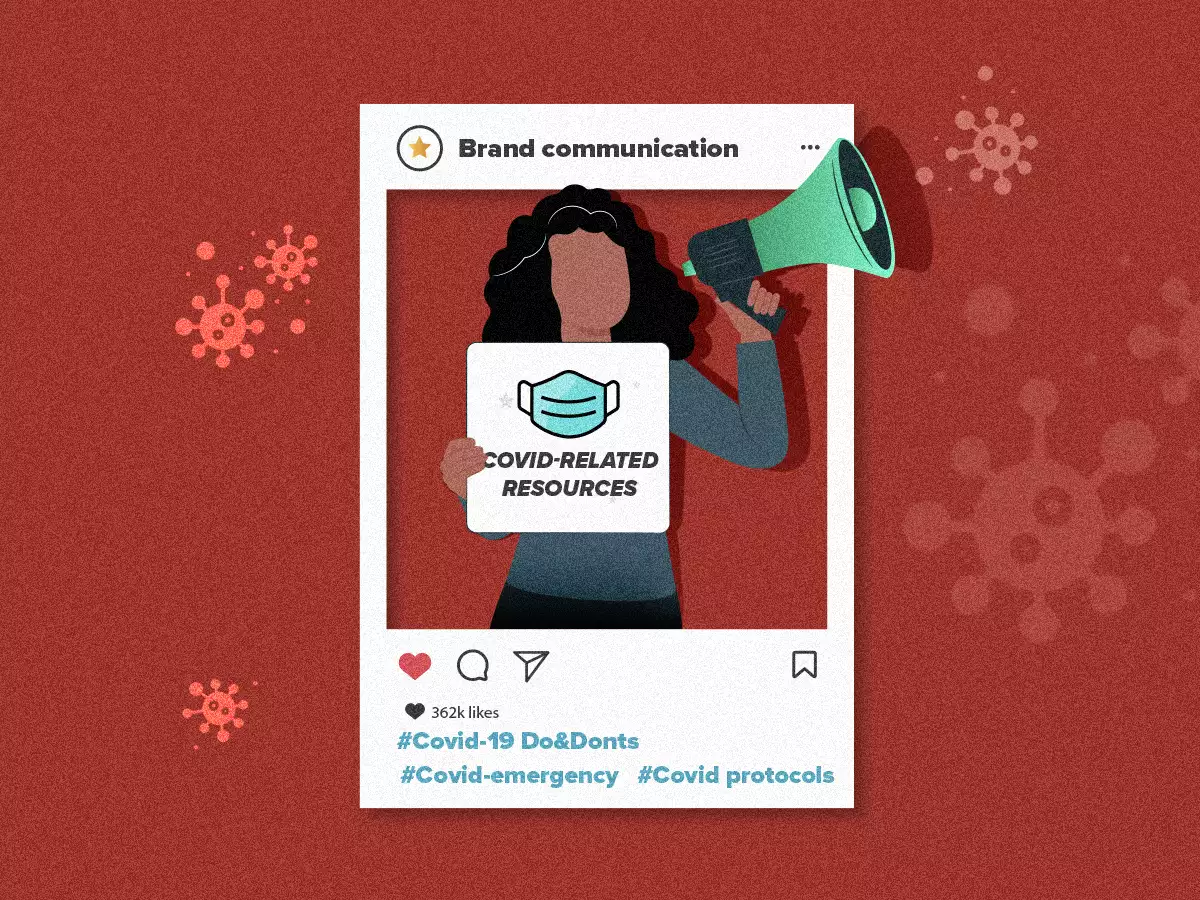 Brand communication
COVID-RELATED
RESOURCES
362k likes
#Covid-19 Do&Donts
#Covid-emergency #Covid protocols